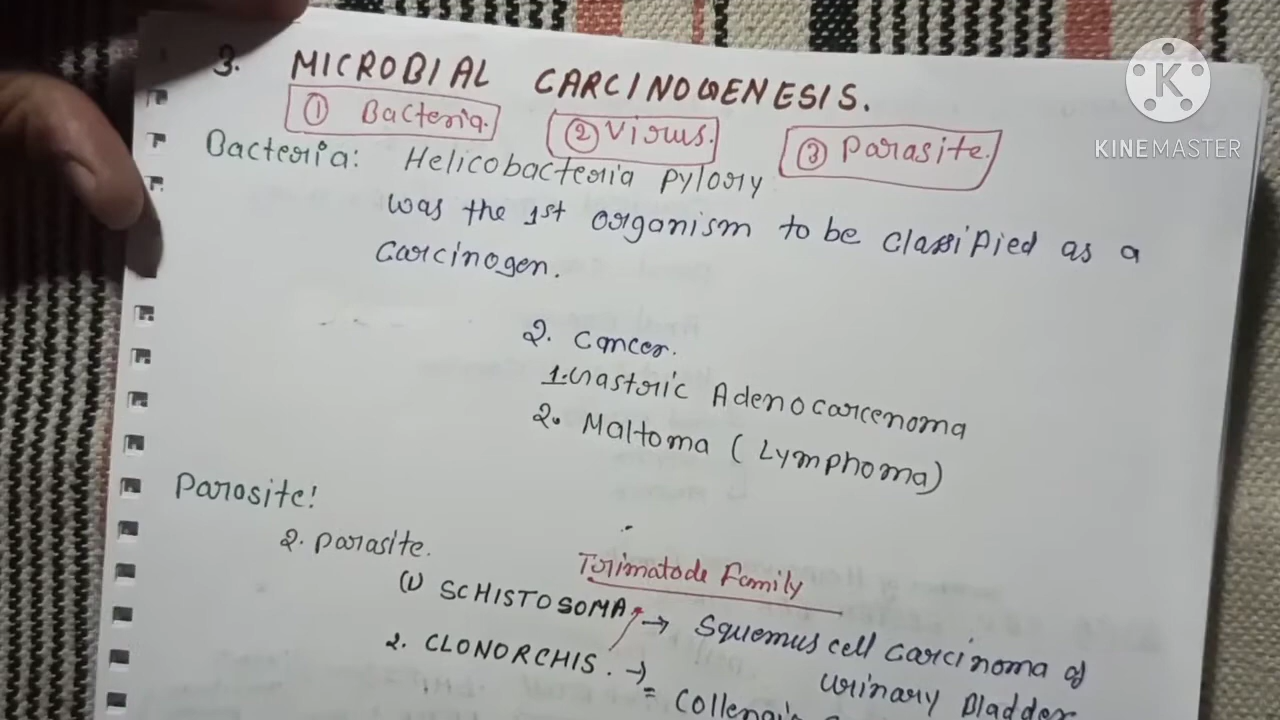 3. MICROBIAL CARCINOGENESIS.
① Bacteria. ② Virus. ③ Parasite.
Bacteria: Helicobacteria Pylory
was the 1st organism to be classified as a
Carcinogen.
2. Cancer.
1. Gastoric Adenocarcenoma
2. Maltoma (Lymphoma)
Parasite!
2. parasite.
Torimatode Family
(1) SCHISTOSOMA → Squemus cell carcinoma of
urinary Bladder
2. CLONORCHIS. →
K
KINEMASTER